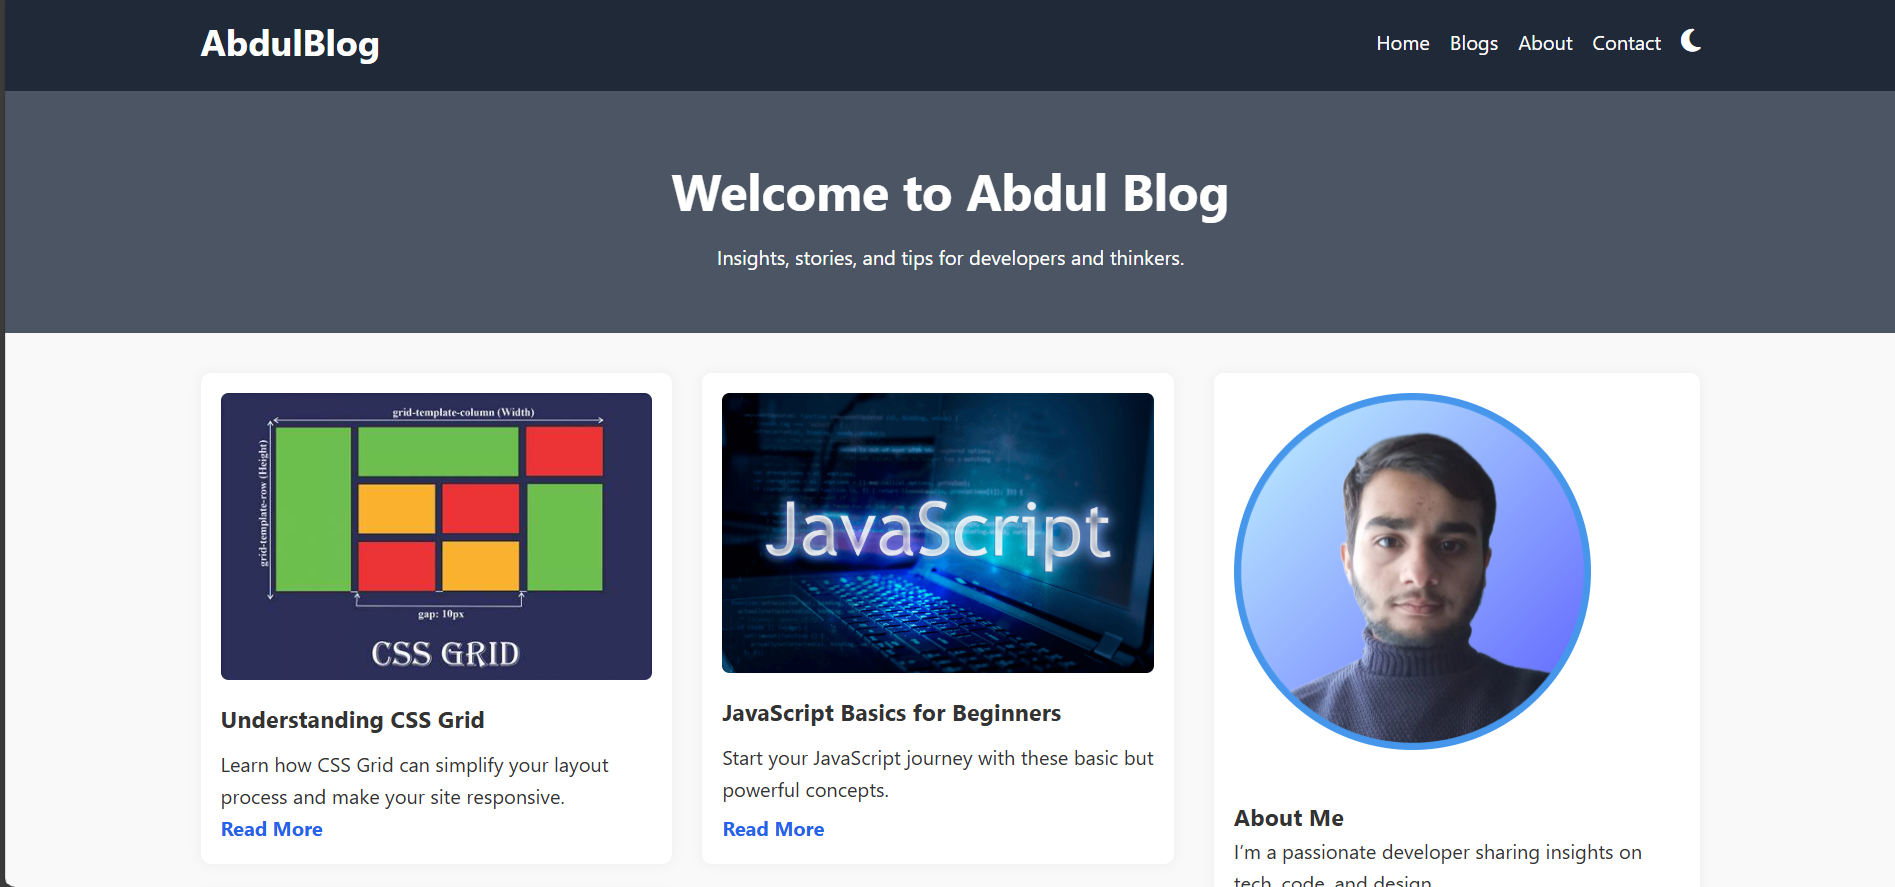 AbdulBlog
Home Blogs About Contact
Welcome to Abdul Blog
Insights, stories, and tips for developers and thinkers.
grid-template-column (Width)
grid-template-row (Height)
gap: 10px
CSS GRID
Understanding CSS Grid
Learn how CSS Grid can simplify your layout
process and make your site responsive.
Read More
JavaScript
JavaScript Basics for Beginners
Start your JavaScript journey with these basic but
powerful concepts.
Read More
About Me
I’m a passionate developer sharing insights on
tech, code, and design.